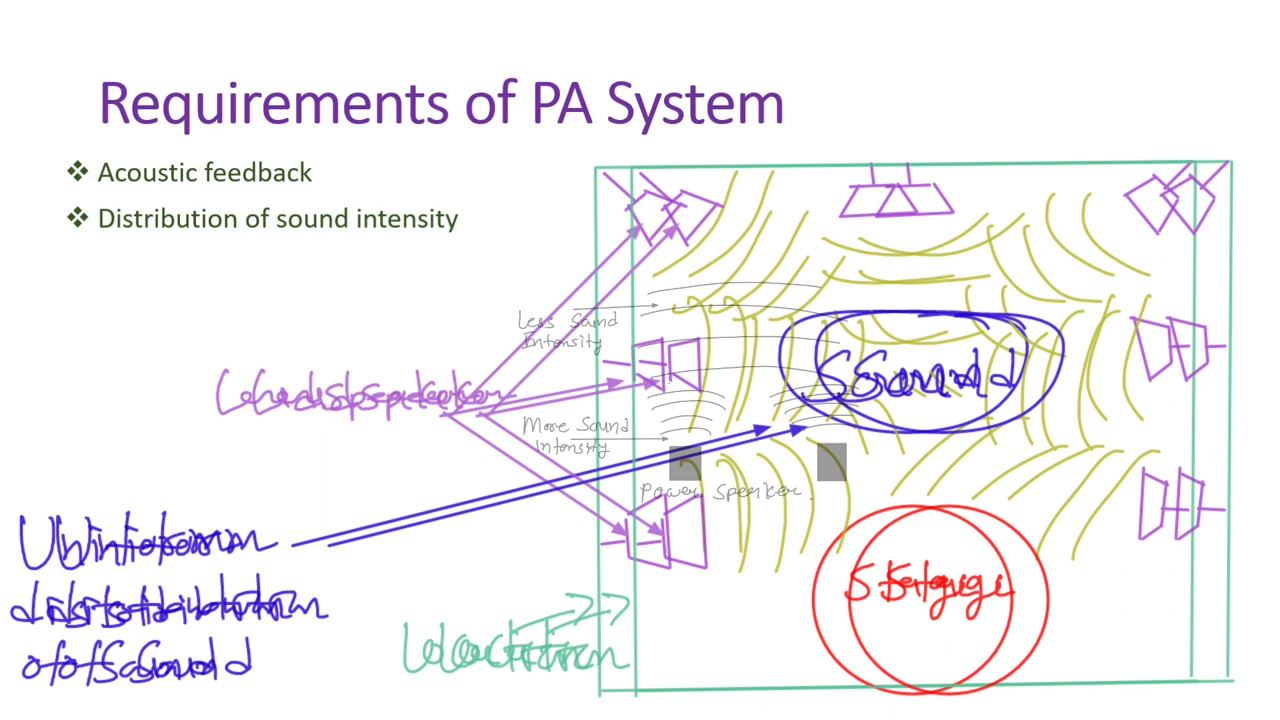 Requirements of PA System
❖ Acoustic feedback
❖ Distribution of sound intensity
Less Sound
Intensity
Sound
Loudspeaker
More Sound
Intensity
Power Speaker.
Uniform
distribution
of Sound
Stage
Location